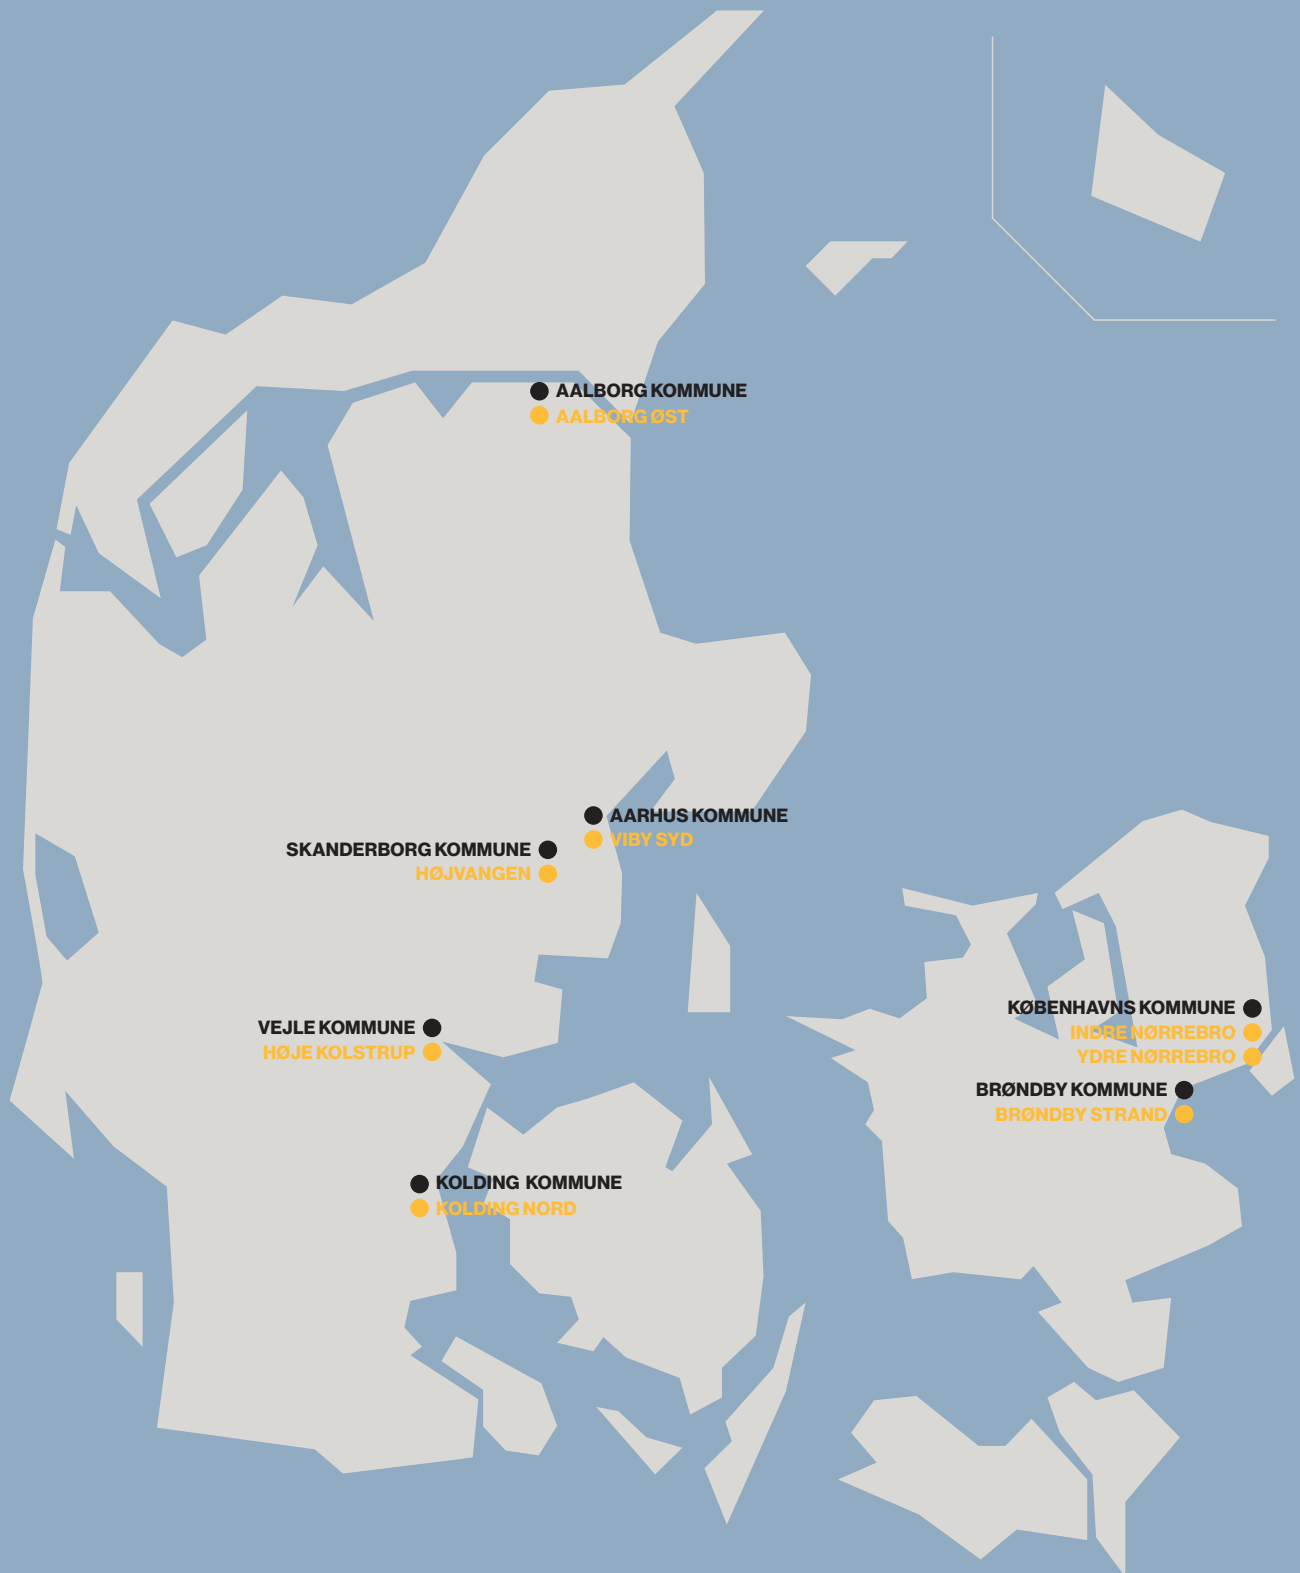 AALBORG KOMMUNE
AALBORG ØST
AARHUS KOMMUNE
VIBY SYD
SKANDERBORG KOMMUNE
HØJVANGEN
KØBENHAVNS KOMMUNE
INDRE NØRREBRO
YDRE NØRREBRO
VEJLE KOMMUNE
HØJE KOLSTRUP
BRØNDBY KOMMUNE
BRØNDBY STRAND
KOLDING KOMMUNE
KOLDING NORD